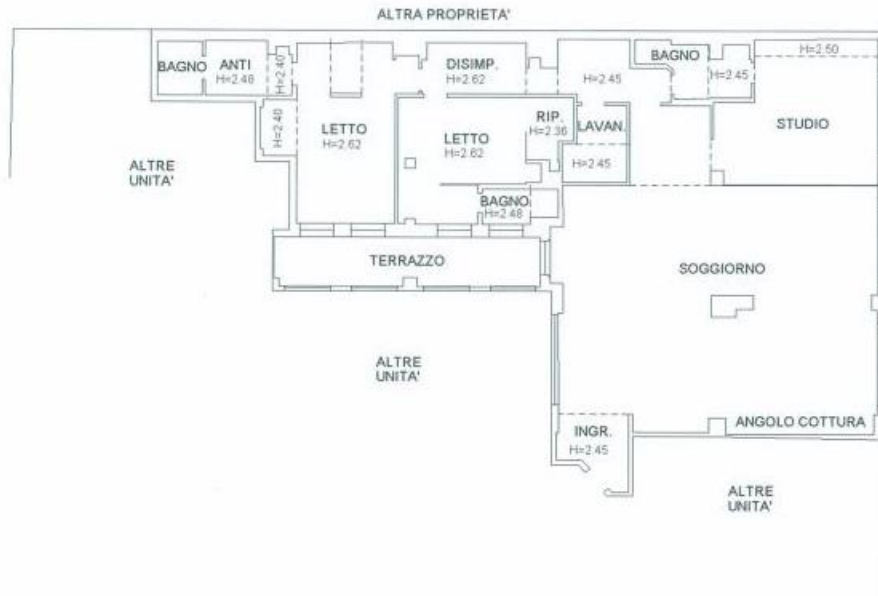 ALTRA PROPRIETA'
BAGNO
ANTI
H=2.48
H=2.40
H=2.40
LETTO
H=2.62
DISIMP.
H=2.62
LETTO
H=2.62
RIP.
H=2.36
BAGNO
H=2.48
H=2.45
LAVAN.
H=2.45
BAGNO
H=2.45
H=2.50
STUDIO
ALTRE
UNITA'
TERRAZZO
SOGGIORNO
ALTRE
UNITA'
INGR.
H=2.45
ANGOLO COTTURA
ALTRE
UNITA'